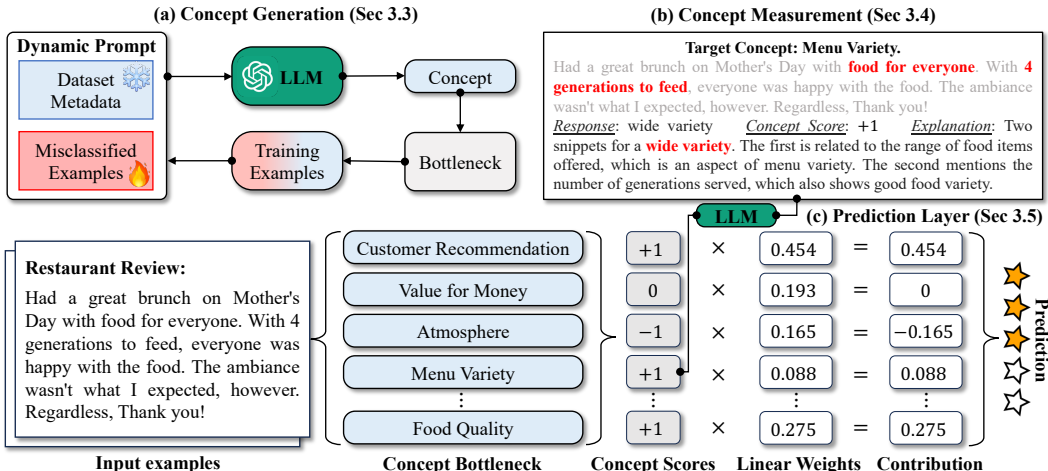 (a) Concept Generation (Sec 3.3)
Dynamic Prompt
Dataset
Metadata
Misclassified
Examples
LLM
Concept
Bottleneck
Training
Examples
(b) Concept Measurement (Sec 3.4)
Target Concept: Menu Variety.
Had a great brunch on Mother's Day with food for everyone. With 4
generations to feed, everyone was happy with the food. The ambiance
wasn't what I expected, however. Regardless, Thank you!
Response: wide variety Concept Score: +1 Explanation: Two
snippets for a wide variety. The first is related to the range of food items
offered, which is an aspect of menu variety. The second mentions the
number of generations served, which also shows good food variety.
LLM
(c) Prediction Layer (Sec 3.5)
Restaurant Review:
Had a great brunch on Mother's
Day with food for everyone. With 4
generations to feed, everyone was
happy with the food. The ambiance
wasn't what I expected, however.
Regardless, Thank you!
Customer Recommendation +1 × 0.454 = 0.454
Value for Money 0 × 0.193 = 0
Atmosphere −1 × 0.165 = −0.165
Menu Variety +1 × 0.088 = 0.088
⋮ ⋮ ⋮ ⋮
Food Quality +1 × 0.275 = 0.275
Prediction
Input examples Concept Bottleneck Concept Scores Linear Weights Contribution